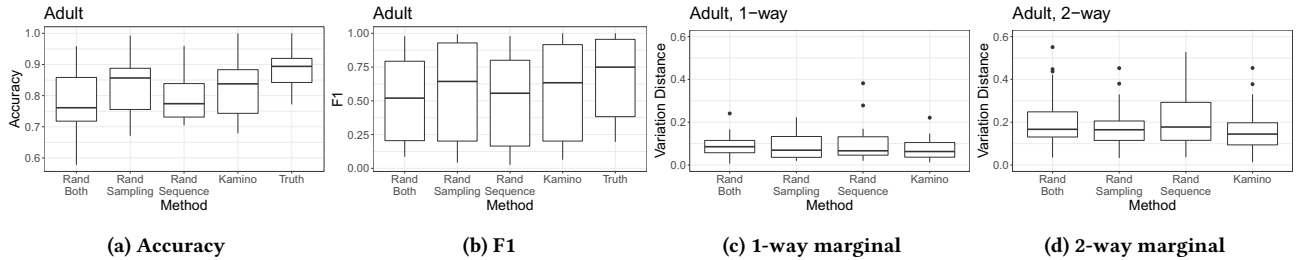 Adult
Accuracy
1.0
0.9
0.8
0.7
0.6
Rand Both
Rand Sampling
Rand Sequence
Kamino
Truth
Method
(a) Accuracy
Adult
F1
1.00
0.75
0.50
0.25
0.00
Rand Both
Rand Sampling
Rand Sequence
Kamino
Truth
Method
(b) F1
Adult, 1-way
Variation Distance
0.6
0.4
0.2
0.0
Rand Both
Rand Sampling
Rand Sequence
Kamino
Method
(c) 1-way marginal
Adult, 2-way
Variation Distance
0.6
0.4
0.2
0.0
Rand Both
Rand Sampling
Rand Sequence
Kamino
Method
(d) 2-way marginal